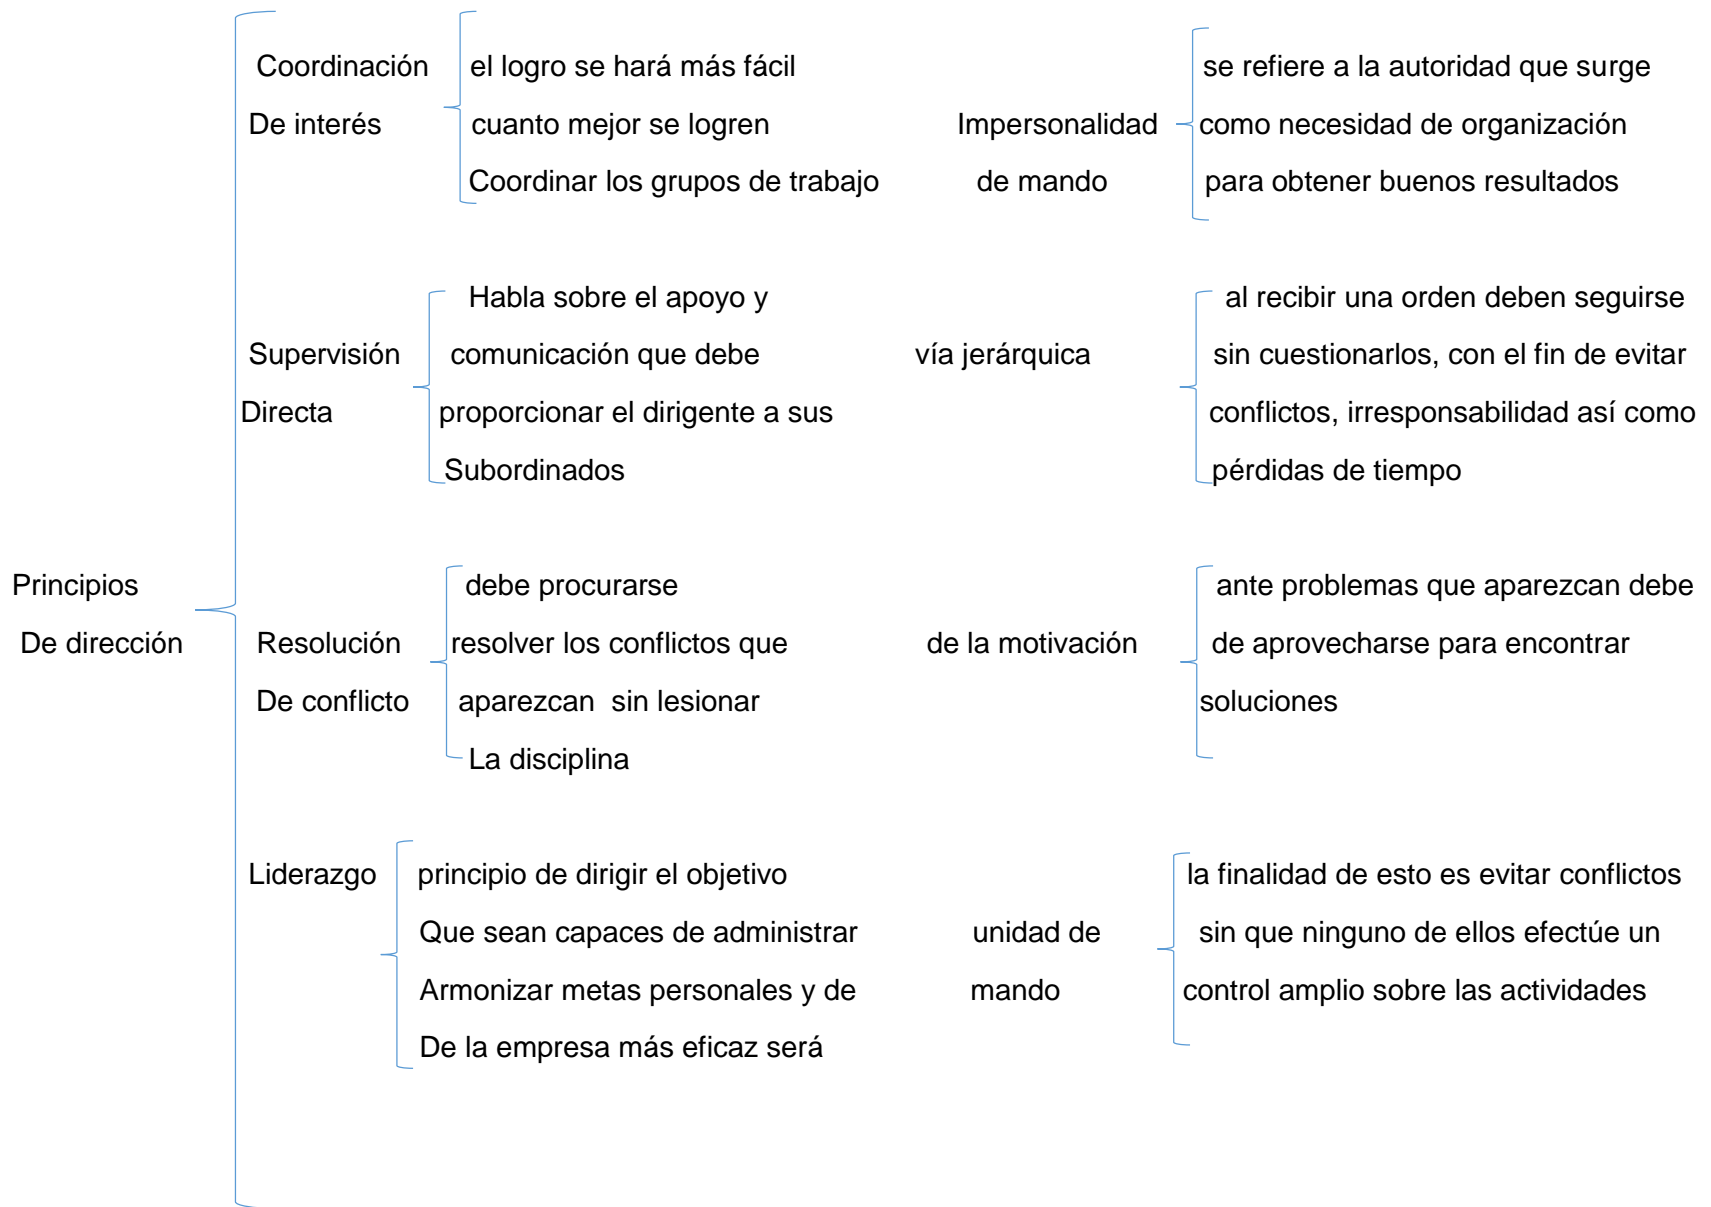 Principios
De dirección
Coordinación
De interés
el logro se hará más fácil
cuanto mejor se logren
Coordinar los grupos de trabajo
Impersonalidad
de mando
se refiere a la autoridad que surge
como necesidad de organización
para obtener buenos resultados
Supervisión
Directa
Habla sobre el apoyo y
comunicación que debe
proporcionar el dirigente a sus
Subordinados
vía jerárquica
al recibir una orden deben seguirse
sin cuestionarlos, con el fin de evitar
conflictos, irresponsabilidad así como
pérdidas de tiempo
Resolución
De conflicto
debe procurarse
resolver los conflictos que
aparezcan sin lesionar
La disciplina
de la motivación
ante problemas que aparezcan debe
de aprovecharse para encontrar
soluciones
Liderazgo
principio de dirigir el objetivo
Que sean capaces de administrar
Armonizar metas personales y de
De la empresa más eficaz será
unidad de
mando
la finalidad de esto es evitar conflictos
sin que ninguno de ellos efectúe un
control amplio sobre las actividades